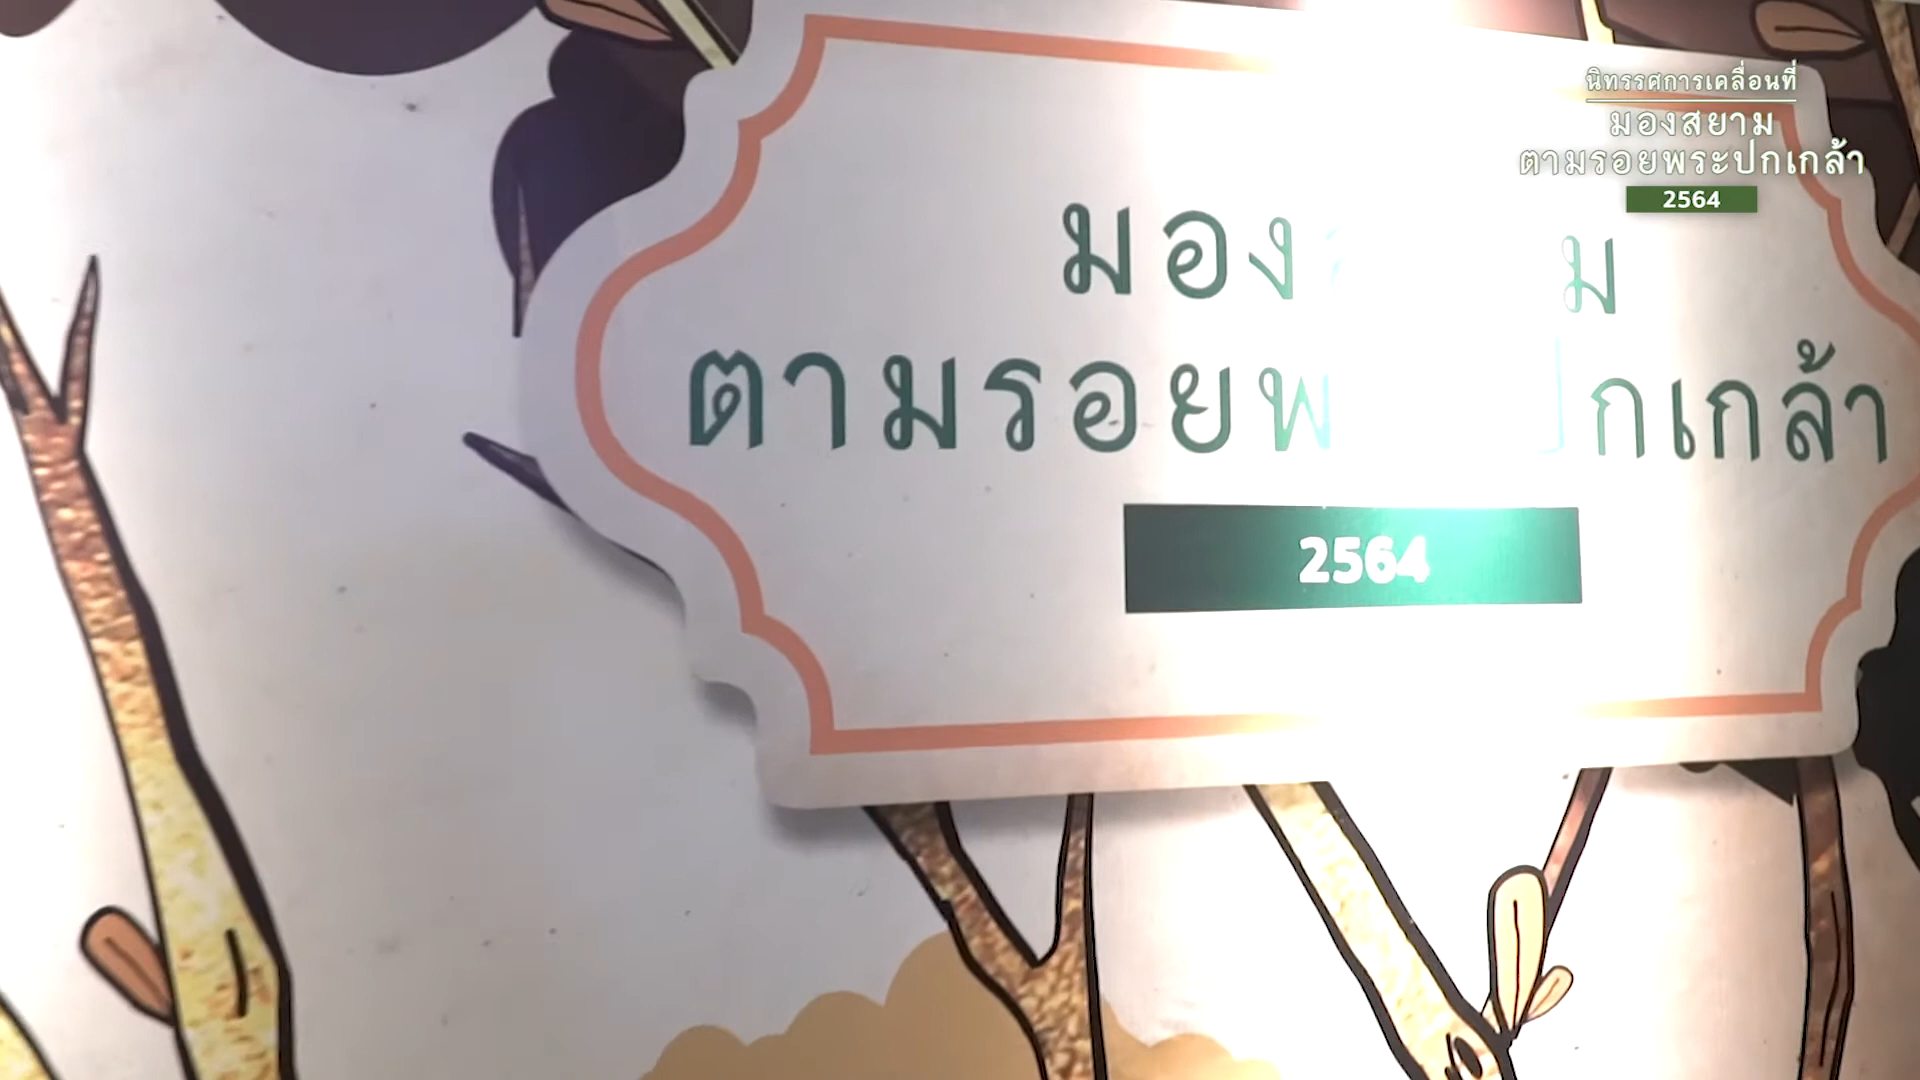 นิทรรศการเคลื่อนที่
มองสยาม
ตามรอยพระปกเกล้า
2564
มอง
ตามรอยพ ปกเกล้า
2564